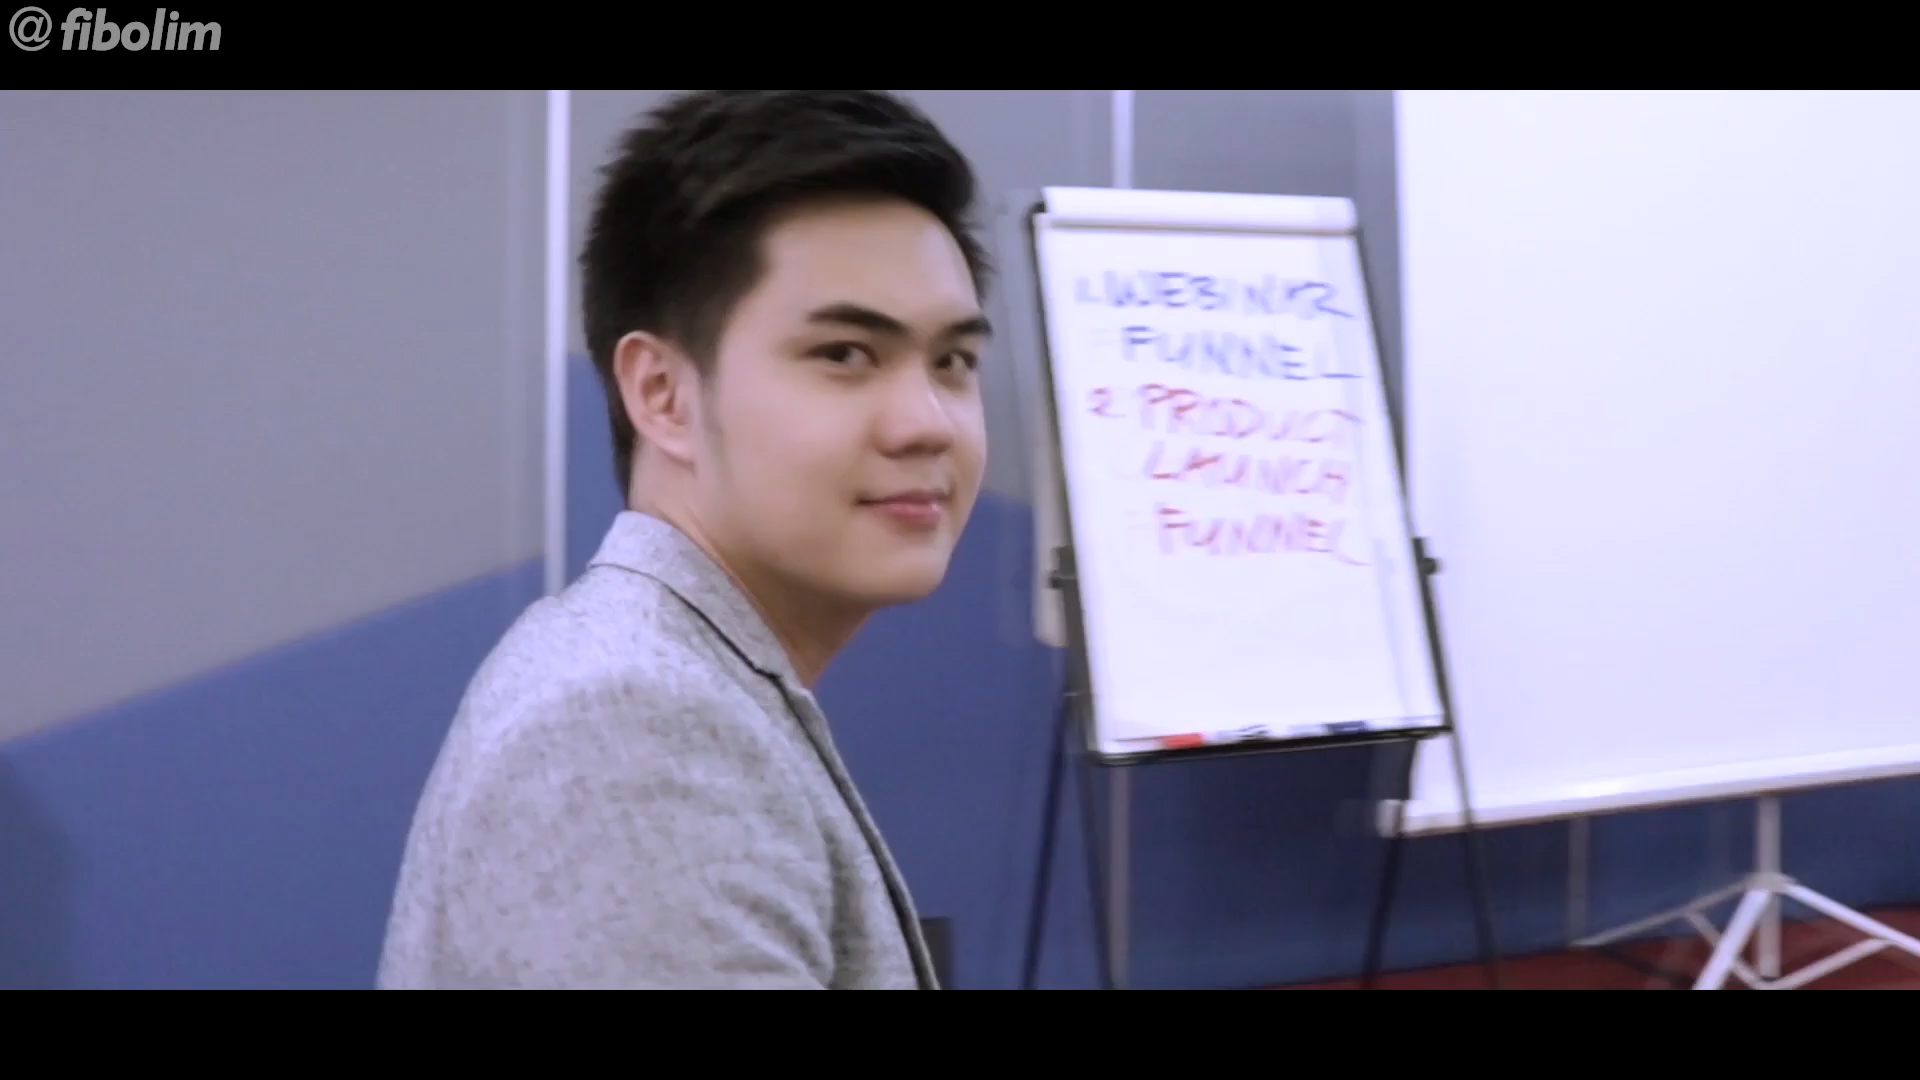 @fibolim
1. WEBINAR
FUNNEL
2 PRODUCT
LAUNCH
FUNNEL